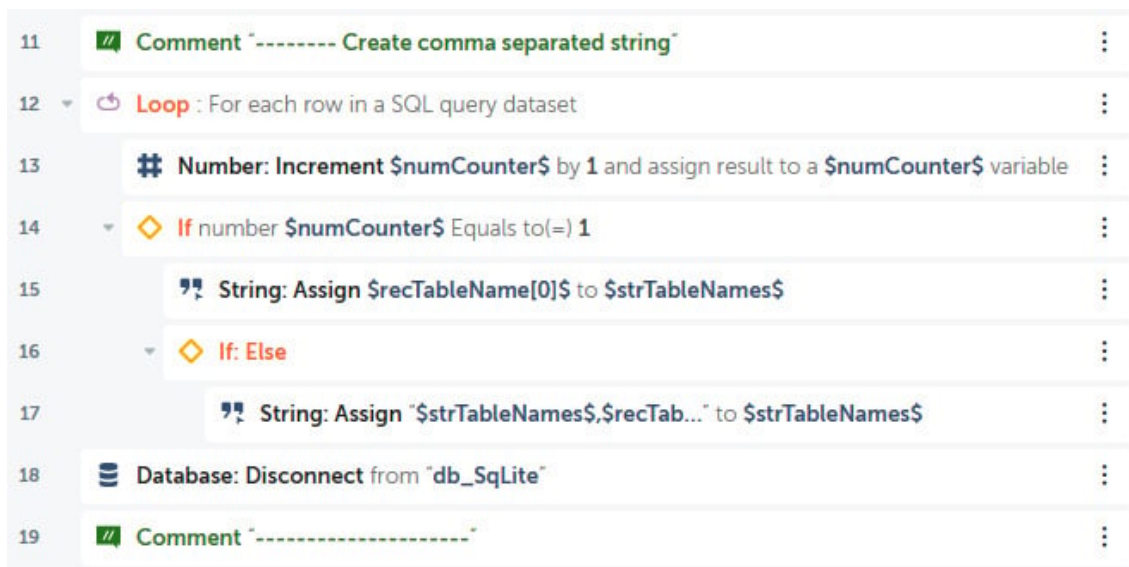 11 Comment "-------- Create comma separated string"
12 Loop : For each row in a SQL query dataset
13 Number: Increment $numCounter$ by 1 and assign result to a $numCounter$ variable
14 If number $numCounter$ Equals to(=) 1
15 String: Assign $recTableName[0]$ to $strTableNames$
16 If: Else
17 String: Assign "$strTableNames$,$recTab..." to $strTableNames$
18 Database: Disconnect from "db_SqLite"
19 Comment "---------------------"